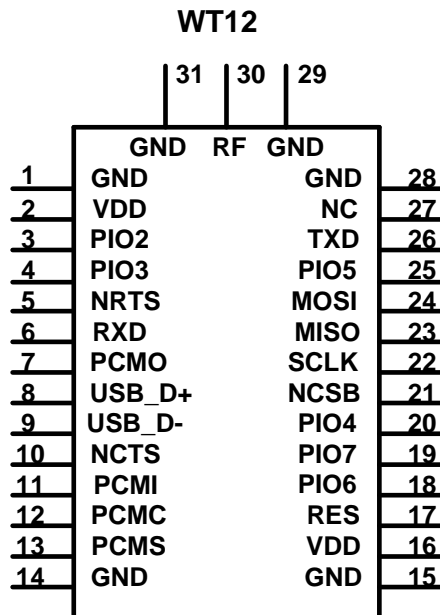 WT12
31 30 29
GND RF GND
1 GND GND 28
2 VDD NC 27
3 PIO2 TXD 26
4 PIO3 PIO5 25
5 NRTS MOSI 24
6 RXD MISO 23
7 PCMO SCLK 22
8 USB_D+ NCSB 21
9 USB_D- PIO4 20
10 NCTS PIO7 19
11 PCMI PIO6 18
12 PCMC RES 17
13 PCMS VDD 16
14 GND GND 15